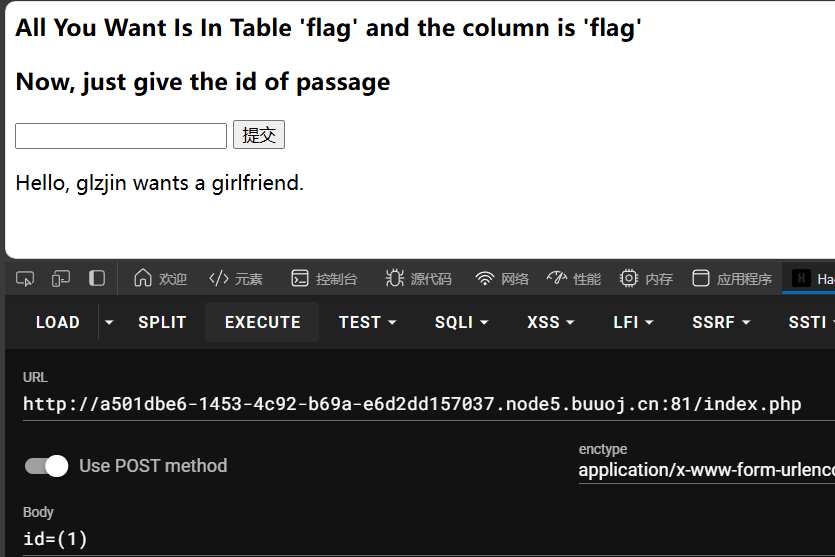 All You Want Is In Table 'flag' and the column is 'flag'
Now, just give the id of passage
提交
Hello, glzjin wants a girlfriend.
欢迎 </> 元素 控制台 源代码 网络 性能 内存 应用程序 H Ha
LOAD SPLIT EXECUTE TEST SQLI XSS LFI SSRF SSTI
URL
http://a501dbe6-1453-4c92-b69a-e6d2dd157037.node5.buuoj.cn:81/index.php
Use POST method
enctype
application/x-www-form-urlenco
Body
id=(1)